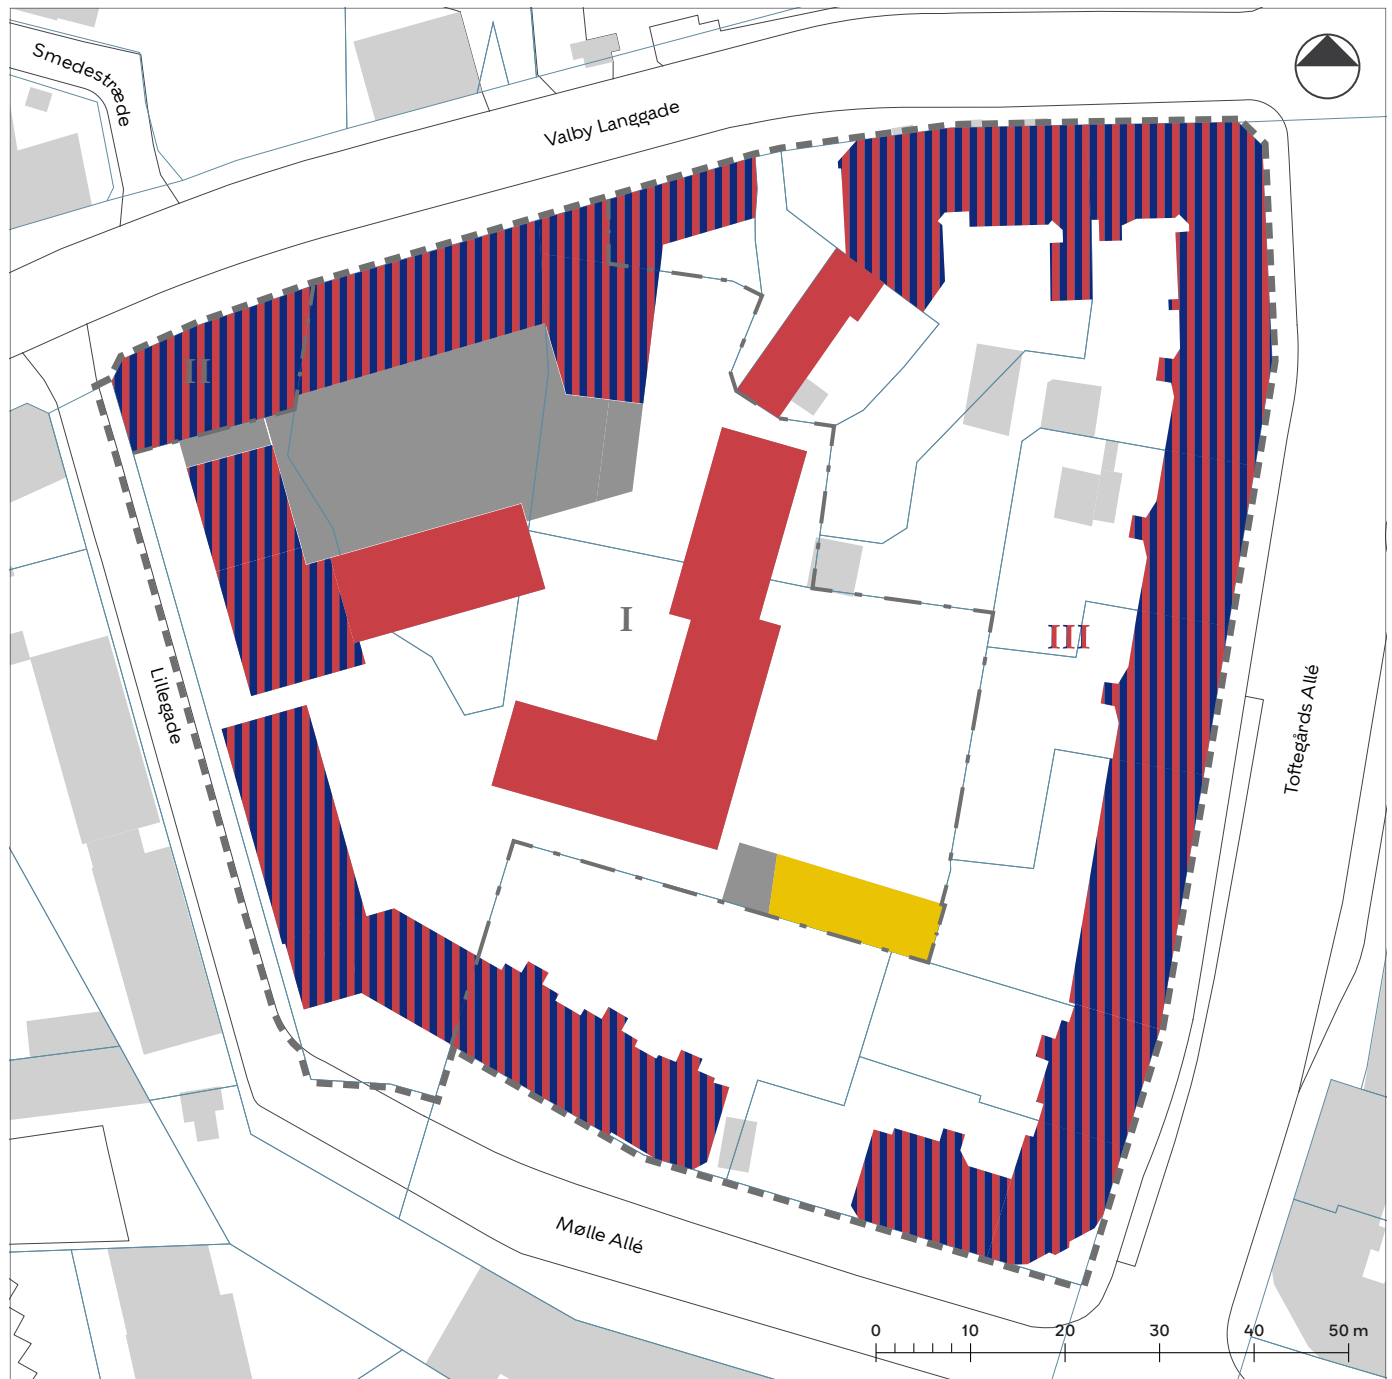 Smedestræde
Valby Langgade
II
I
III
Lillegade
Toftegårds Allé
Mølle Allé
0 10 20 30 40 50 m